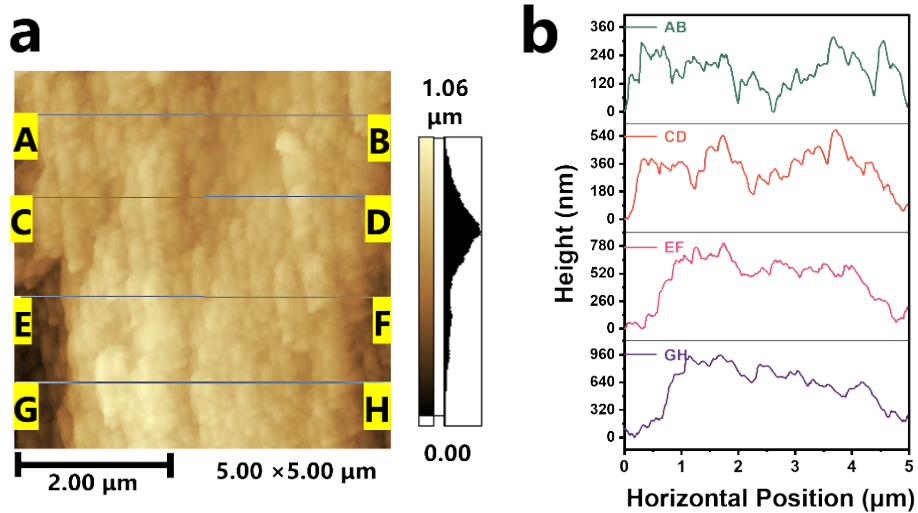 a
A
B
C
D
E
F
G
H
2.00 µm
5.00 ×5.00 µm
1.06
µm
0.00
b
Height (nm)
AB
360
240
120
0
CD
540
360
180
0
EF
780
520
260
0
GH
960
640
320
0
0 1 2 3 4 5
Horizontal Position (µm)